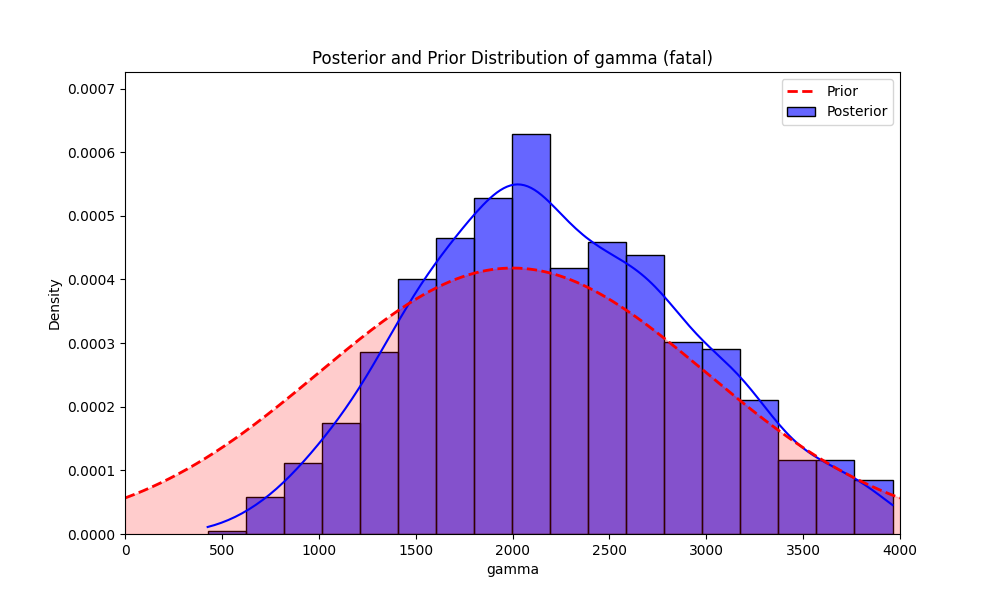 Posterior and Prior Distribution of gamma (fatal)
Prior
Posterior
Density
0.0007
0.0006
0.0005
0.0004
0.0003
0.0002
0.0001
0.0000
0 500 1000 1500 2000 2500 3000 3500 4000
gamma